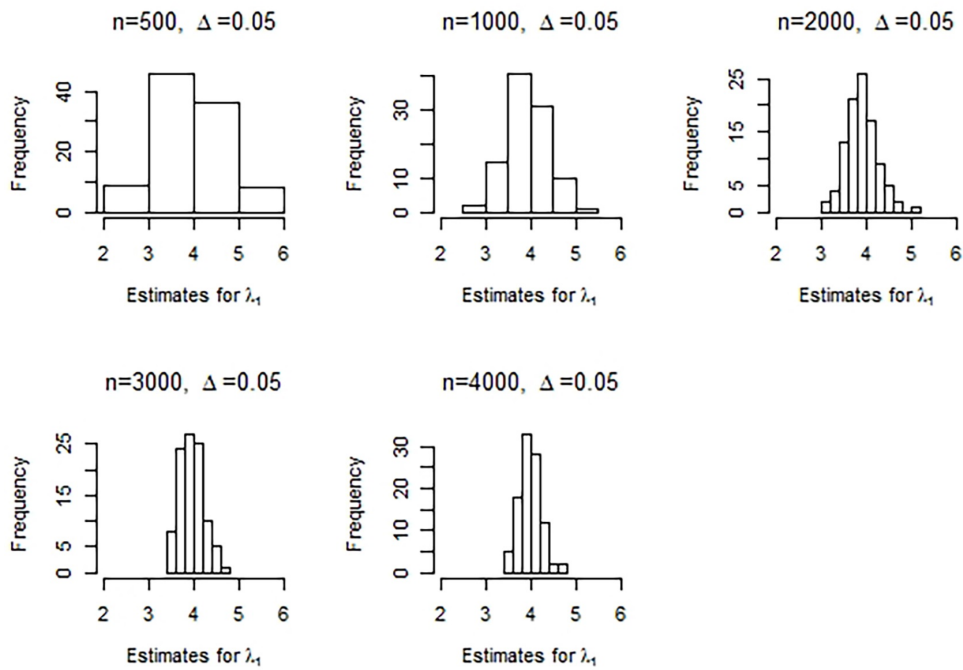 n=500, Δ=0.05 n=1000, Δ=0.05 n=2000, Δ=0.05
Frequency 0 20 40 Frequency 0 10 30 Frequency 0 5 15 25
2 3 4 5 6 2 3 4 5 6 2 3 4 5 6
Estimates for λ₁ Estimates for λ₁ Estimates for λ₁
n=3000, Δ=0.05 n=4000, Δ=0.05
Frequency 0 5 15 25 Frequency 0 10 20 30
2 3 4 5 6 2 3 4 5 6
Estimates for λ₁ Estimates for λ₁